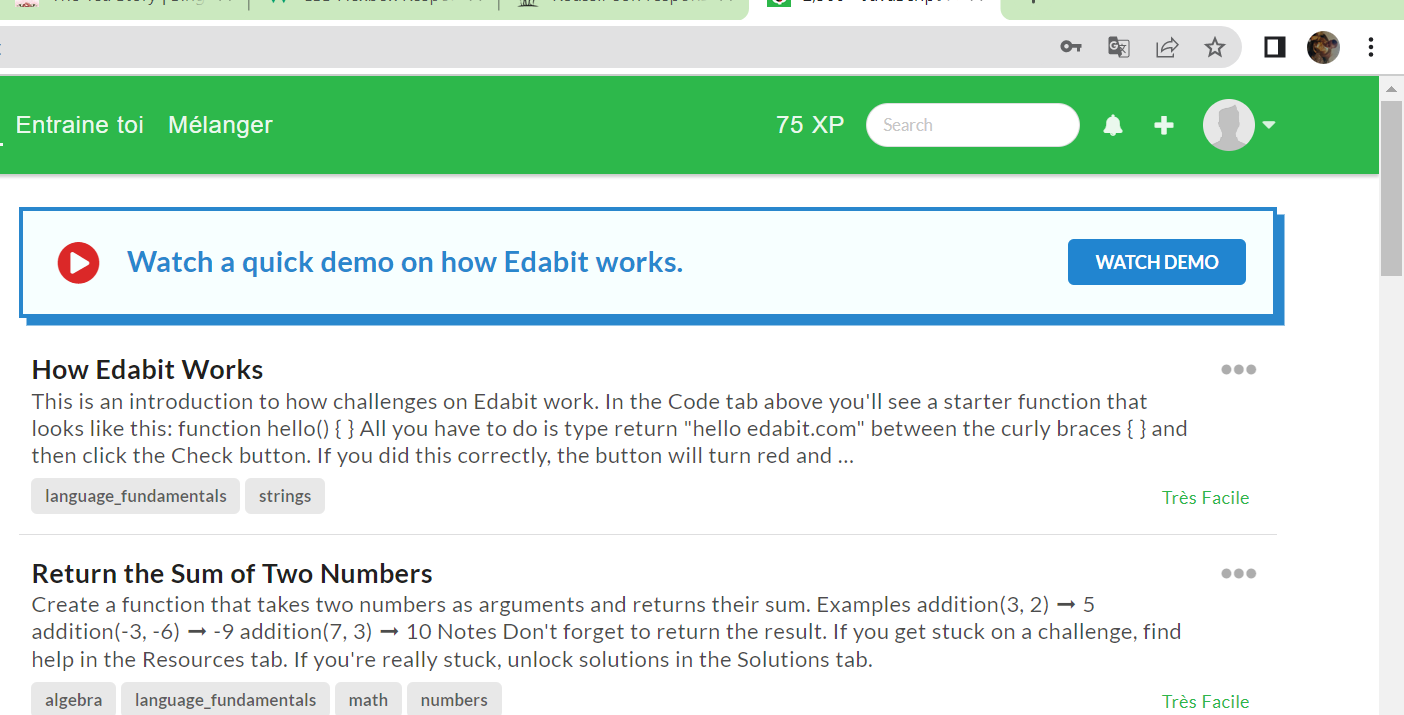 Entraine toi Mélanger 75 XP Search
Watch a quick demo on how Edabit works. WATCH DEMO
How Edabit Works
This is an introduction to how challenges on Edabit work. In the Code tab above you'll see a starter function that
looks like this: function hello() { } All you have to do is type return "hello edabit.com" between the curly braces { } and
then click the Check button. If you did this correctly, the button will turn red and ...
language_fundamentals strings Très Facile
Return the Sum of Two Numbers
Create a function that takes two numbers as arguments and returns their sum. Examples addition(3, 2) ➞ 5
addition(-3, -6) ➞ -9 addition(7, 3) ➞ 10 Notes Don't forget to return the result. If you get stuck on a challenge, find
help in the Resources tab. If you're really stuck, unlock solutions in the Solutions tab.
algebra language_fundamentals math numbers Très Facile